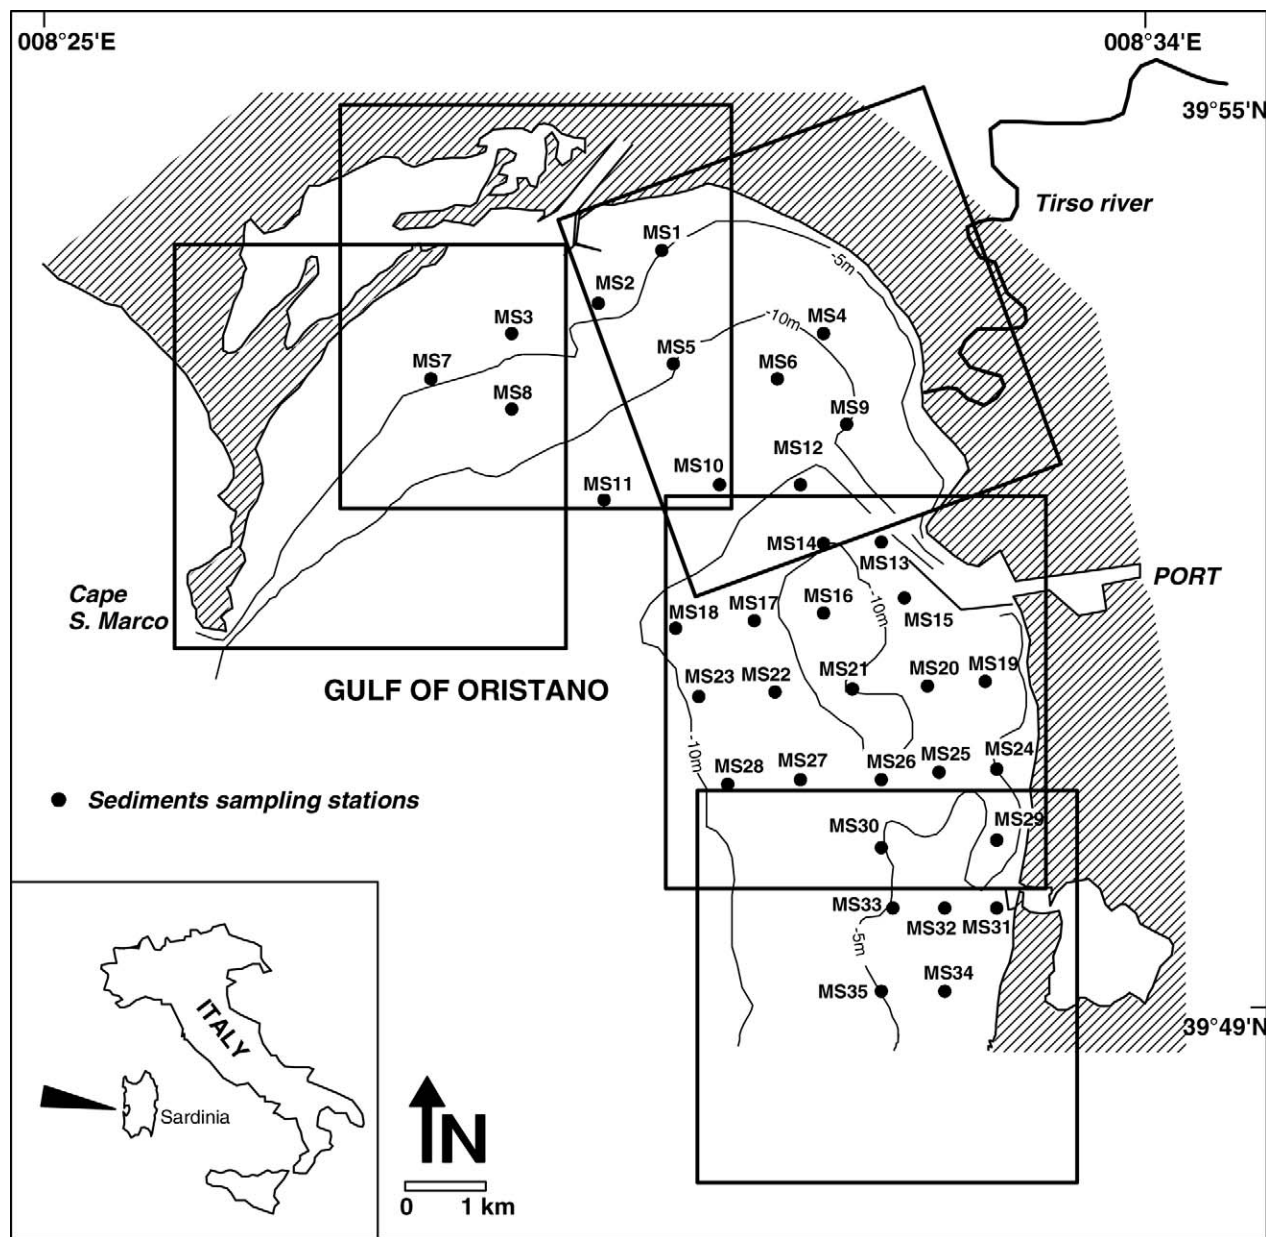 008°25'E
008°34'E
39°55'N
Tirso river
MS1
-5m
MS2
MS3
-10m
MS4
MS5
MS6
MS7
MS8
MS9
MS12
MS10
MS11
MS14
MS13
PORT
Cape
S. Marco
MS18
MS17
MS16
-10m
MS15
MS23
MS22
MS21
MS20
MS19
GULF OF ORISTANO
-10m
MS28
MS27
MS26
MS25
MS24
Sediments sampling stations
MS30
MS29
MS33
MS32
MS31
-5m
MS35
MS34
39°49'N
ITALY
Sardinia
N
0 1 km